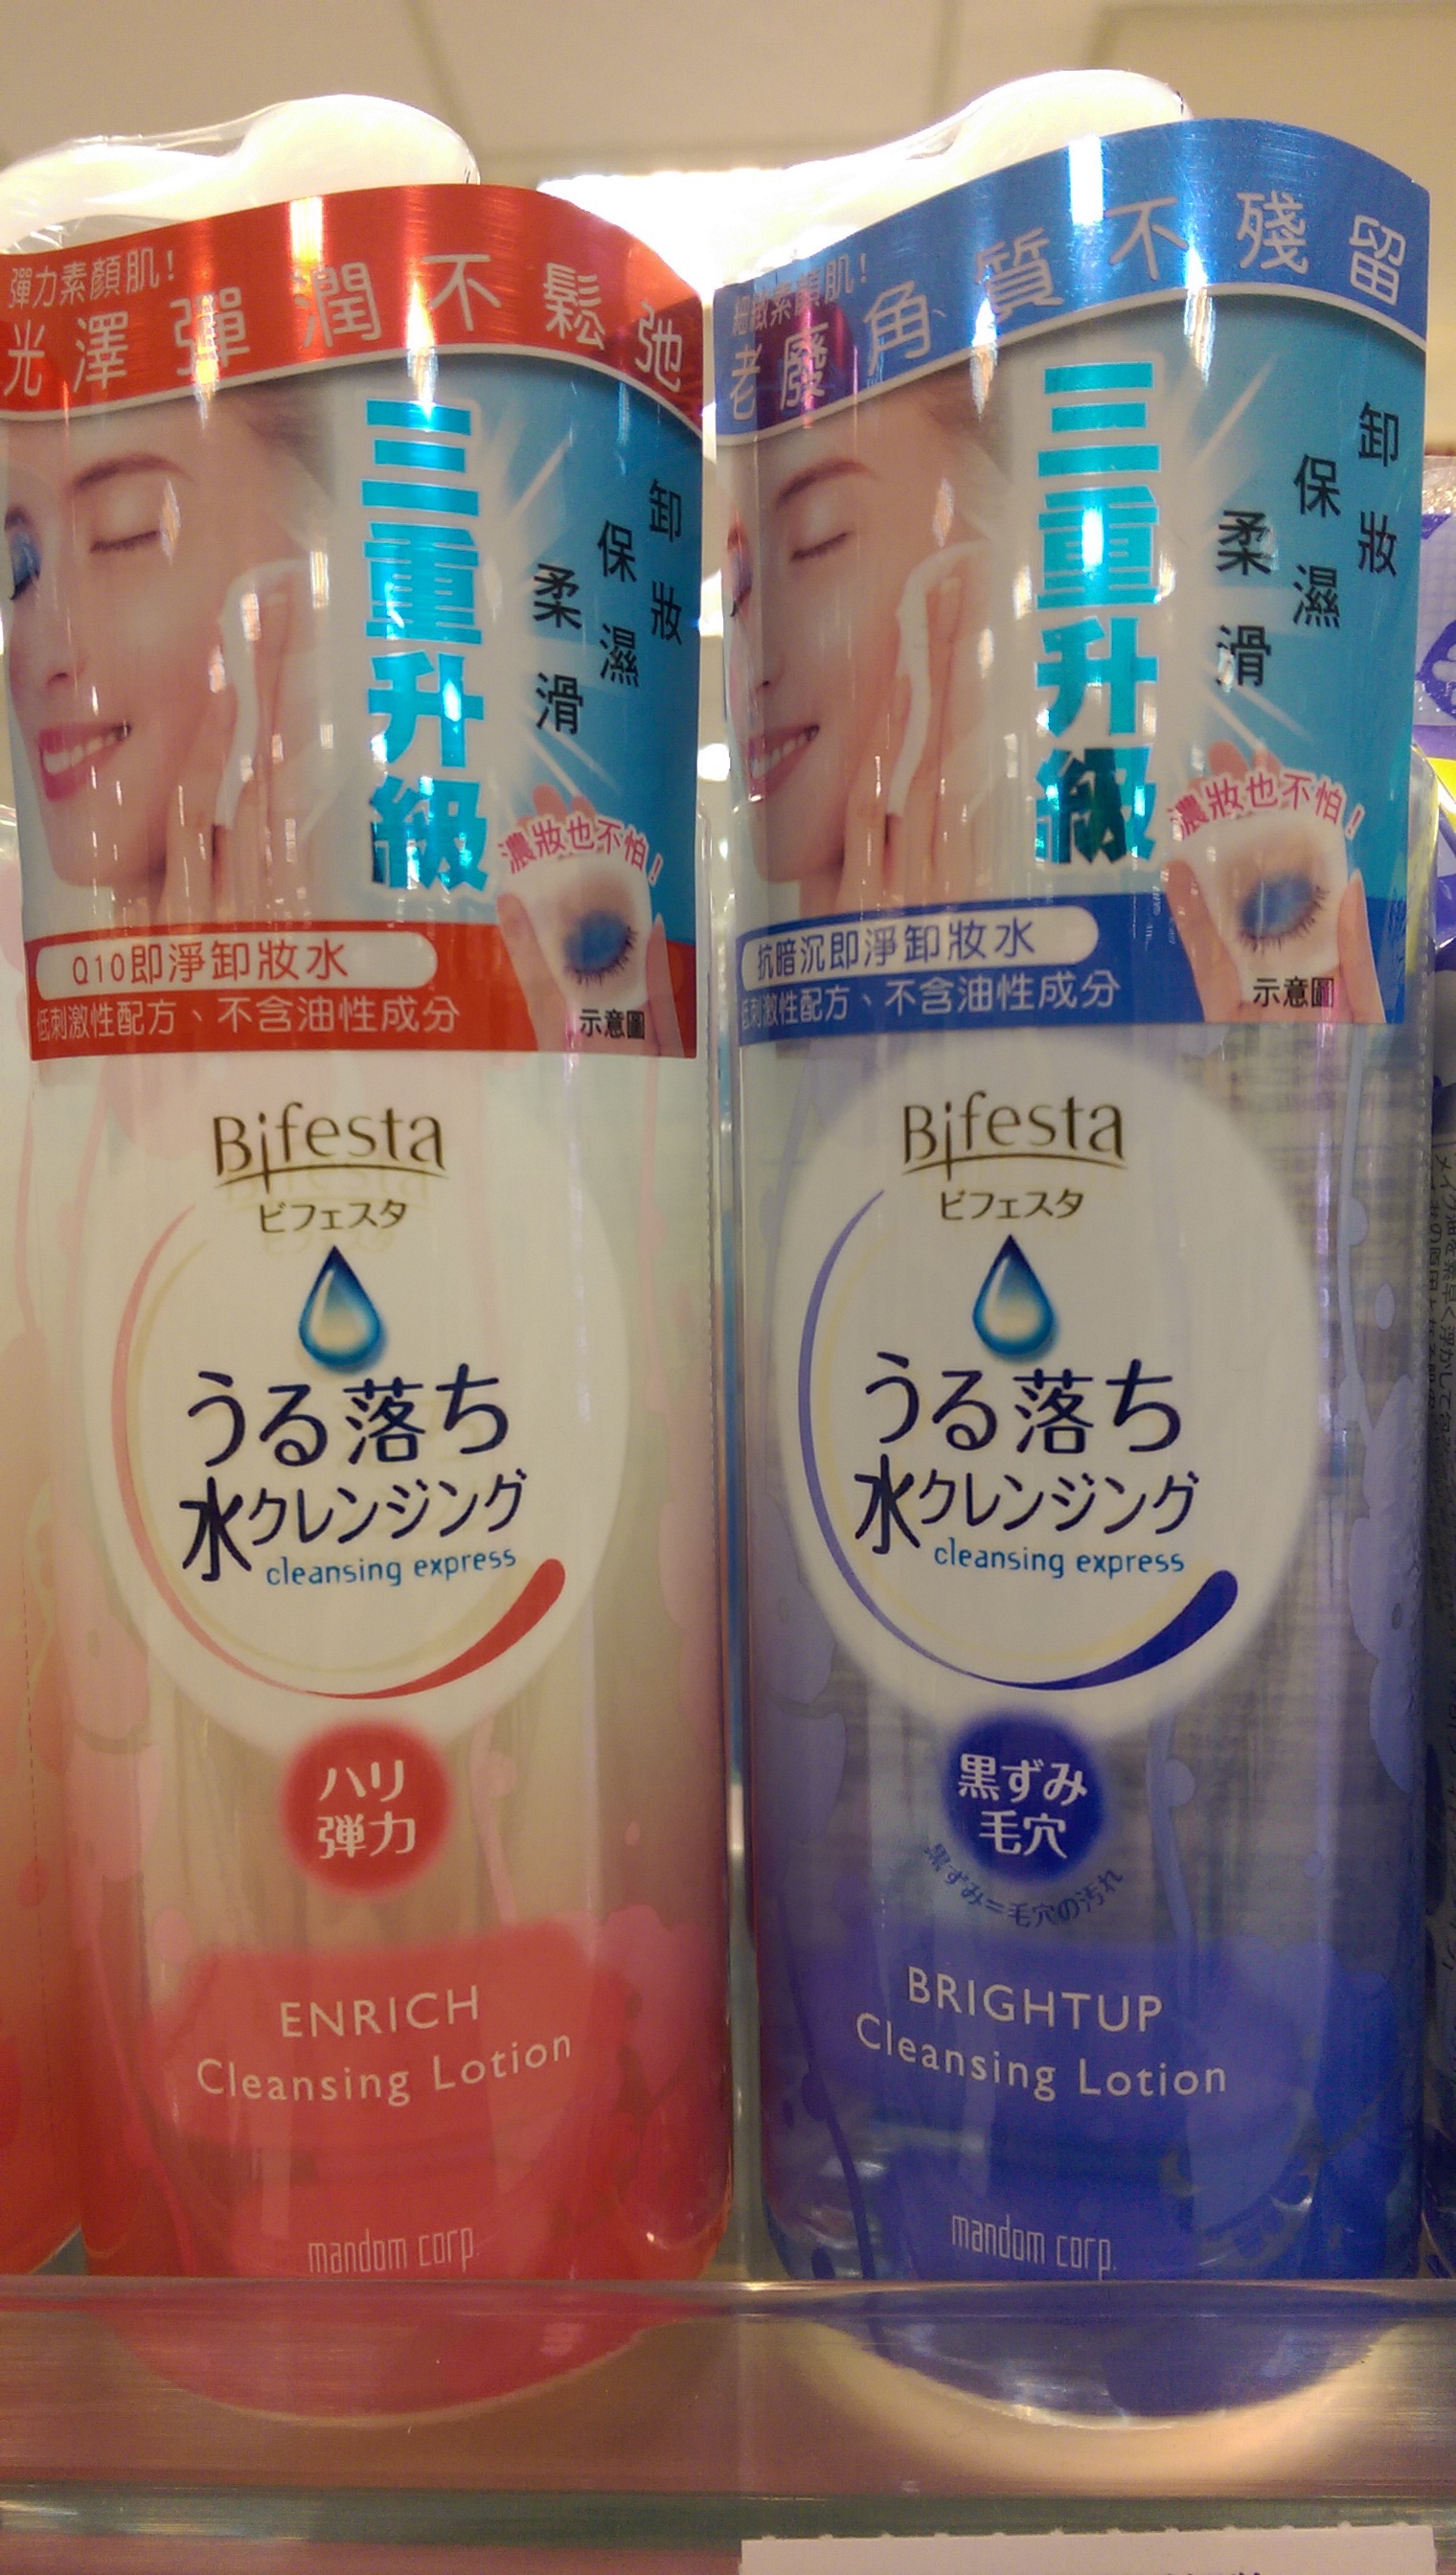 彈力素顏肌!
光澤彈潤不鬆弛
三重升級
卸妝
保濕
柔滑
濃妝也不怕!
Q10即淨卸妝水
低刺激性配方、不含油性成分
示意圖
Bifesta
ビフェスタ
うる落ち
水クレンジング
cleansing express
ハリ
弾力
ENRICH
Cleansing Lotion
mandom corp.
細緻素顏肌!
老廢角質不殘留
三重升級
卸妝
保濕
柔滑
濃妝也不怕!
抗暗沉即淨卸妝水
低刺激性配方、不含油性成分
示意圖
Bifesta
ビフェスタ
うる落ち
水クレンジング
cleansing express
黒ずみ
毛穴
黒ずみ=毛穴の汚れ
BRIGHTUP
Cleansing Lotion
mandom corp.